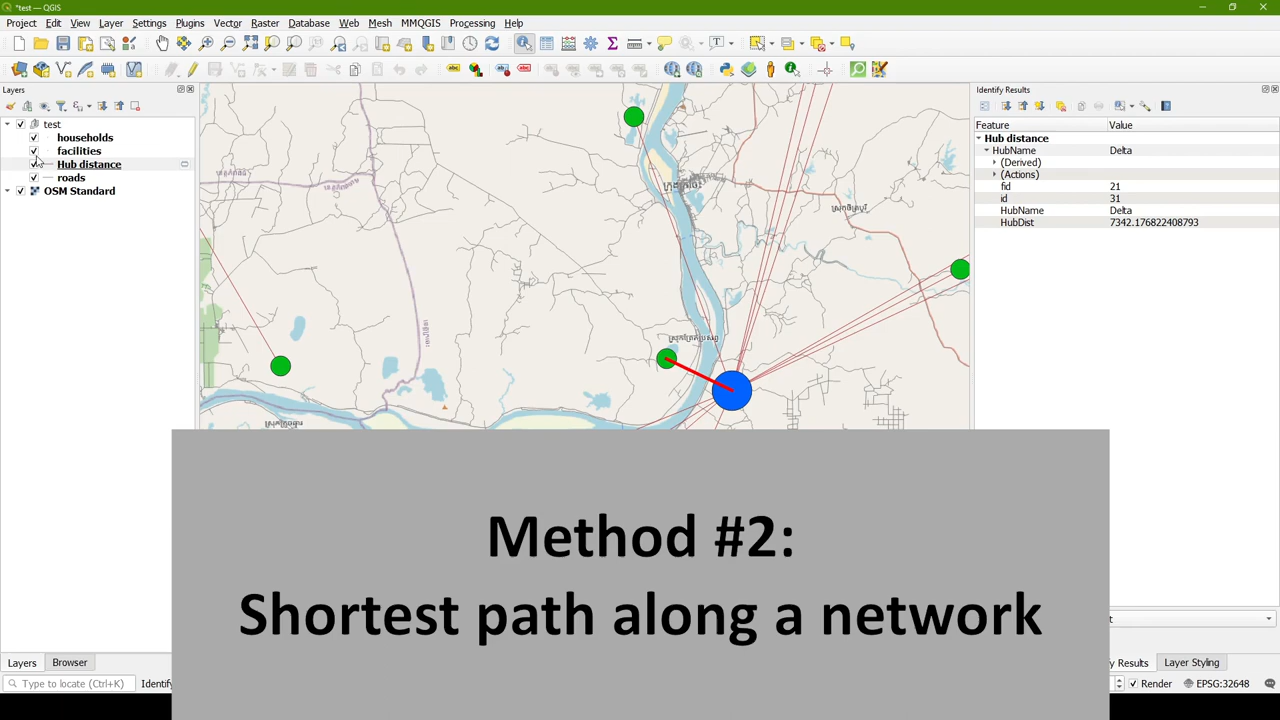 *test — QGIS
Project Edit View Layer Settings Plugins Vector Raster Database Web Mesh MMQGIS Processing Help
Layers
test
households
facilities
Hub distance
roads
OSM Standard
Identify Results
Feature Value
Hub distance
HubName Delta
(Derived)
(Actions)
fid 21
id 31
HubName Delta
HubDist 7342.176822408793
Method #2:
Shortest path along a network
Layers Browser
Results Layer Styling
Type to locate (Ctrl+K) Identif
Render EPSG:32648